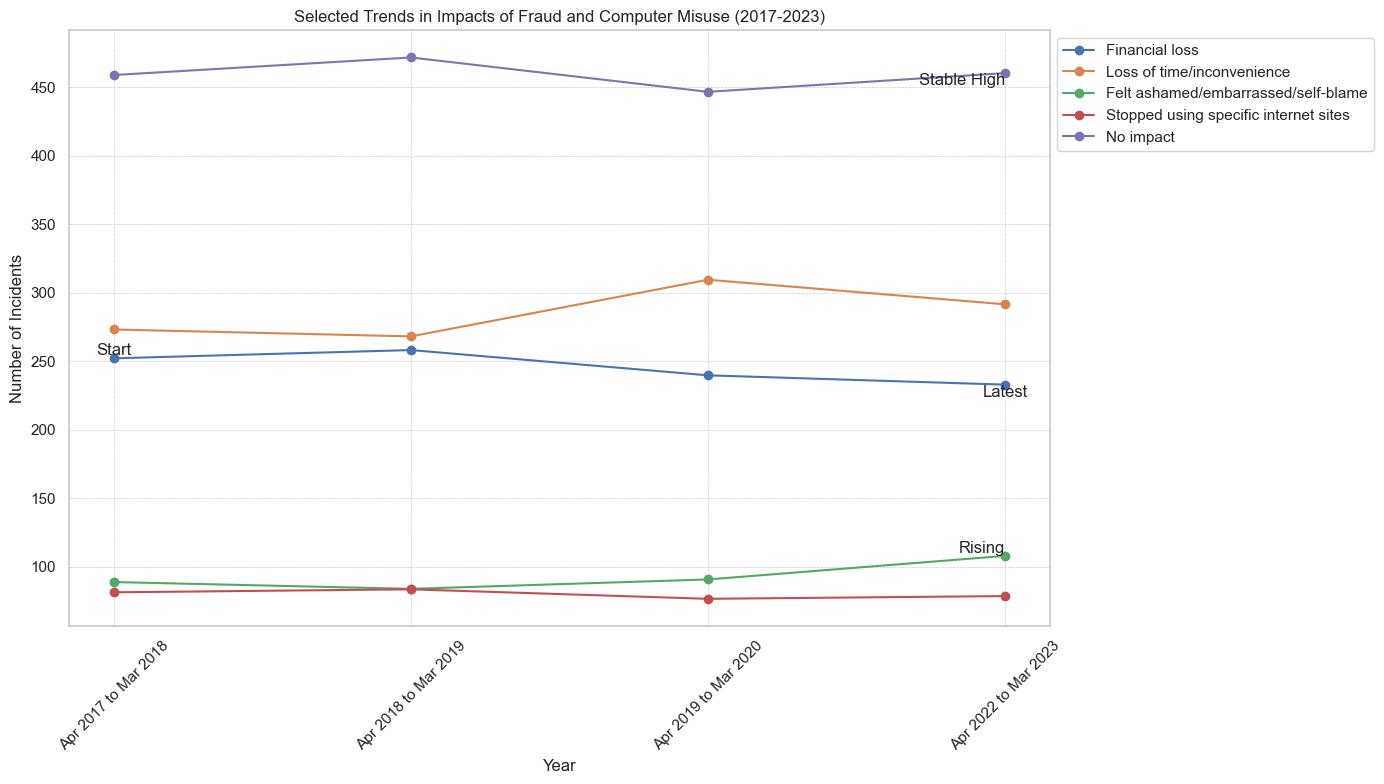 Selected Trends in Impacts of Fraud and Computer Misuse (2017-2023)
Financial loss
Loss of time/inconvenience
Felt ashamed/embarrassed/self-blame
Stopped using specific internet sites
No impact
Number of Incidents
450
400
350
300
250
200
150
100
Stable High
Start
Latest
Rising
Apr 2017 to Mar 2018
Apr 2018 to Mar 2019
Apr 2019 to Mar 2020
Apr 2022 to Mar 2023
Year